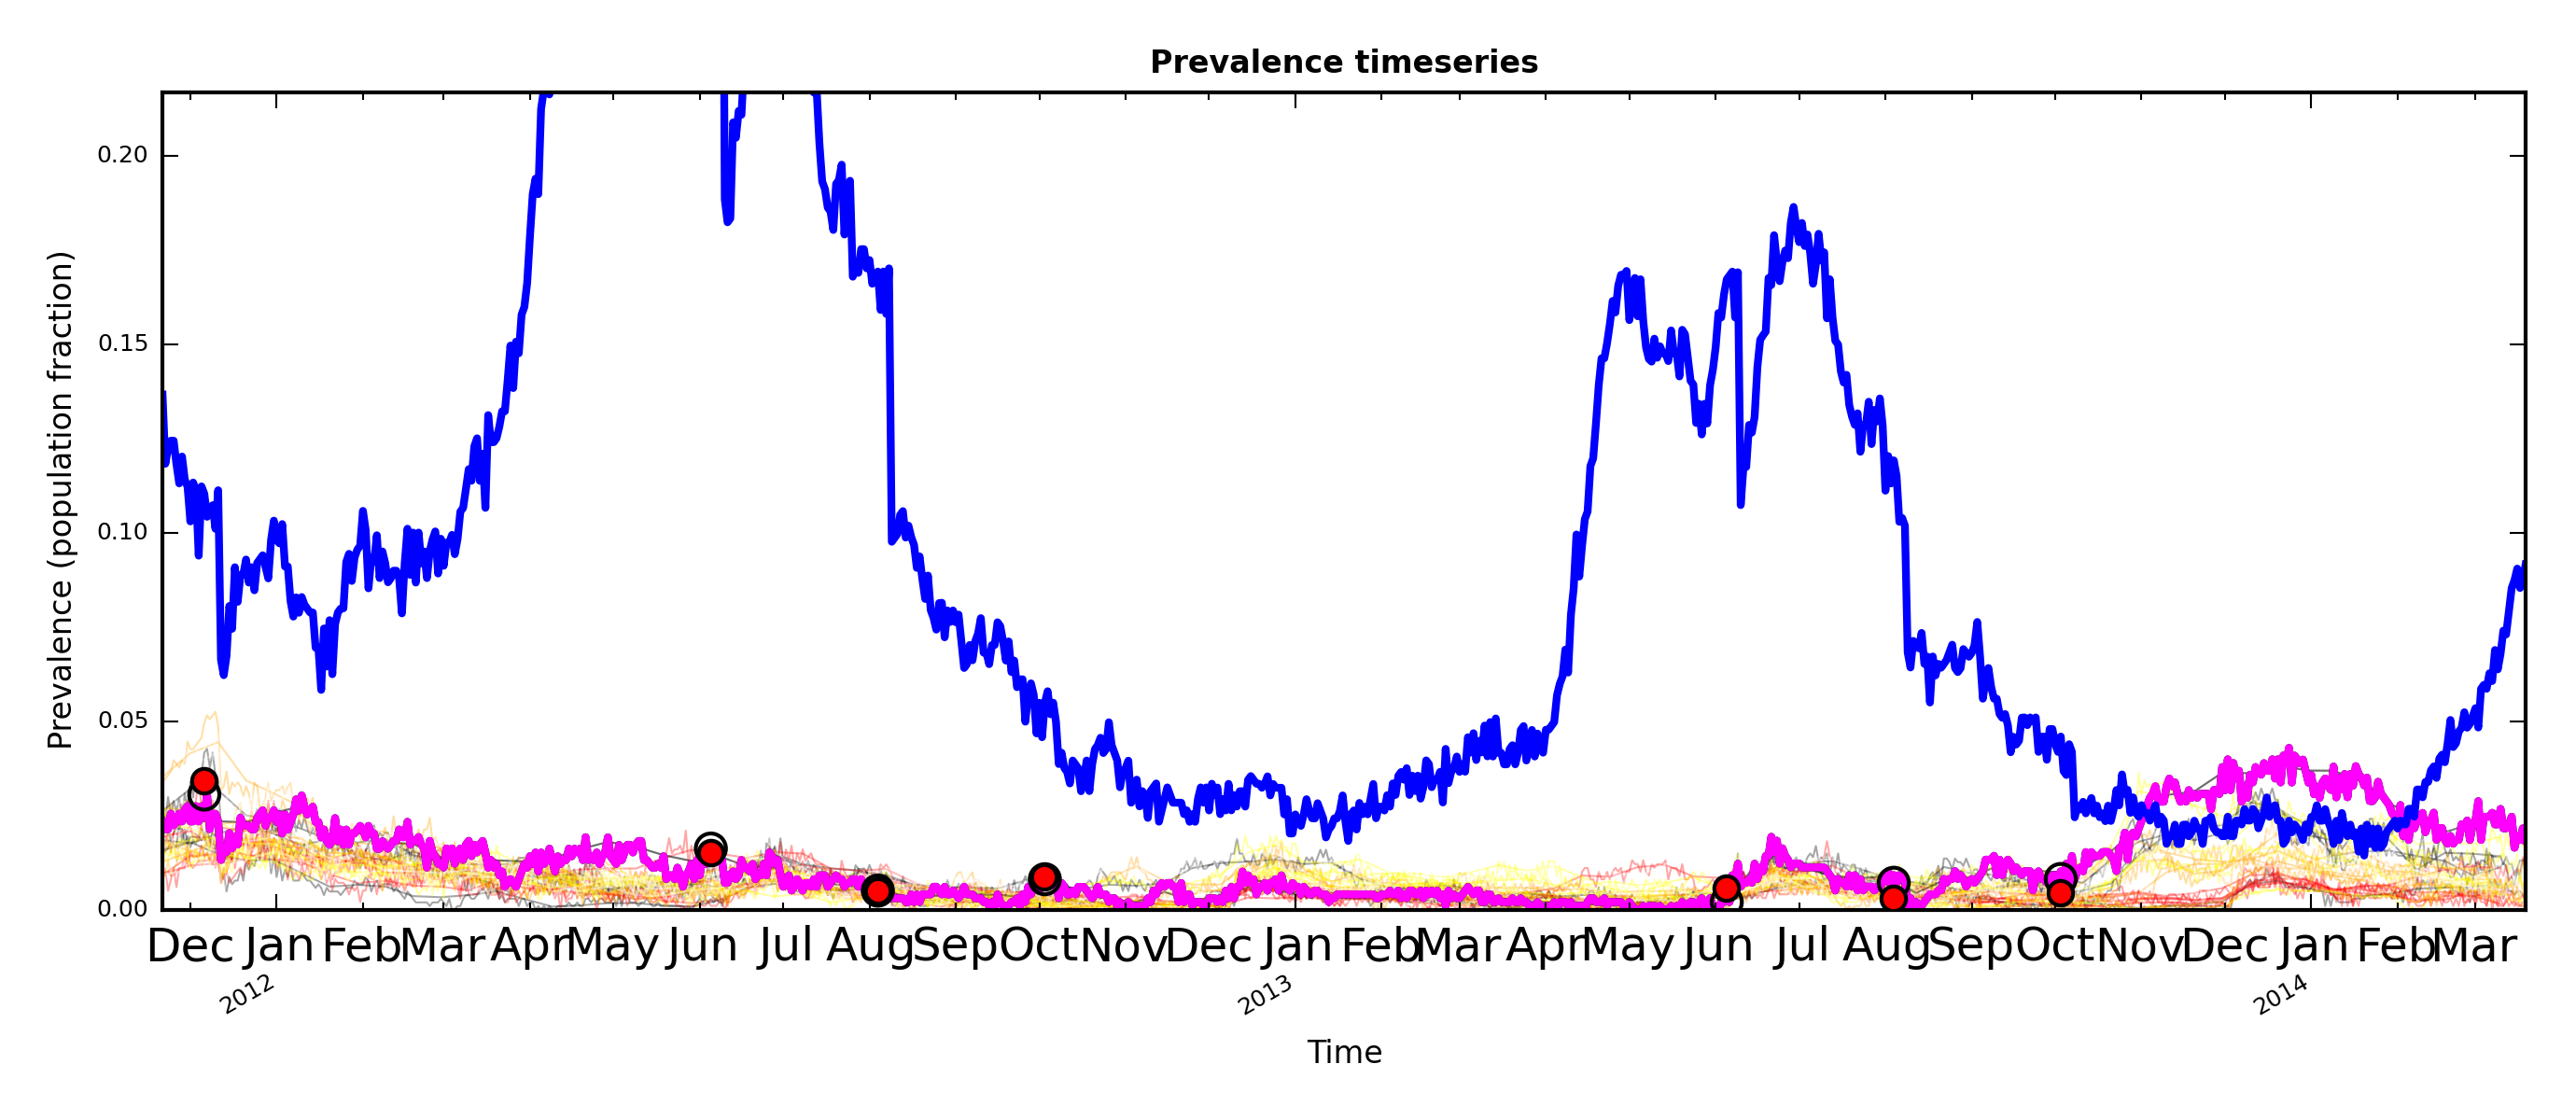 Prevalence timeseries
Prevalence (population fraction)
0.20
0.15
0.10
0.05
0.00
Dec Jan Feb Mar Apr May Jun Jul Aug Sep Oct Nov Dec Jan Feb Mar Apr May Jun Jul Aug Sep Oct Nov Dec Jan Feb Mar
2012 2013 2014
Time